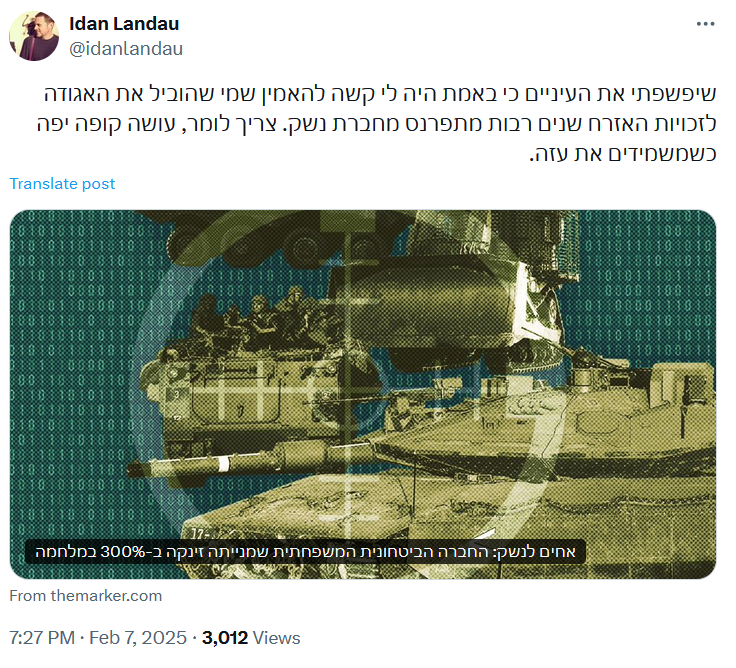 Idan Landau
@idanlandau
שיפשפתי את העיניים כי באמת היה לי קשה להאמין שמי שהוביל את האגודה
לזכויות האזרח שנים רבות מתפרנס מחברת נשק. צריך לומר, עושה קופה יפה
כשמשמידים את עזה.
Translate post
אחים לנשק: החברה הביטחונית המשפחתית שמנייתה זינקה ב-300% במלחמה
From themarker.com
7:27 PM · Feb 7, 2025 · 3,012 Views